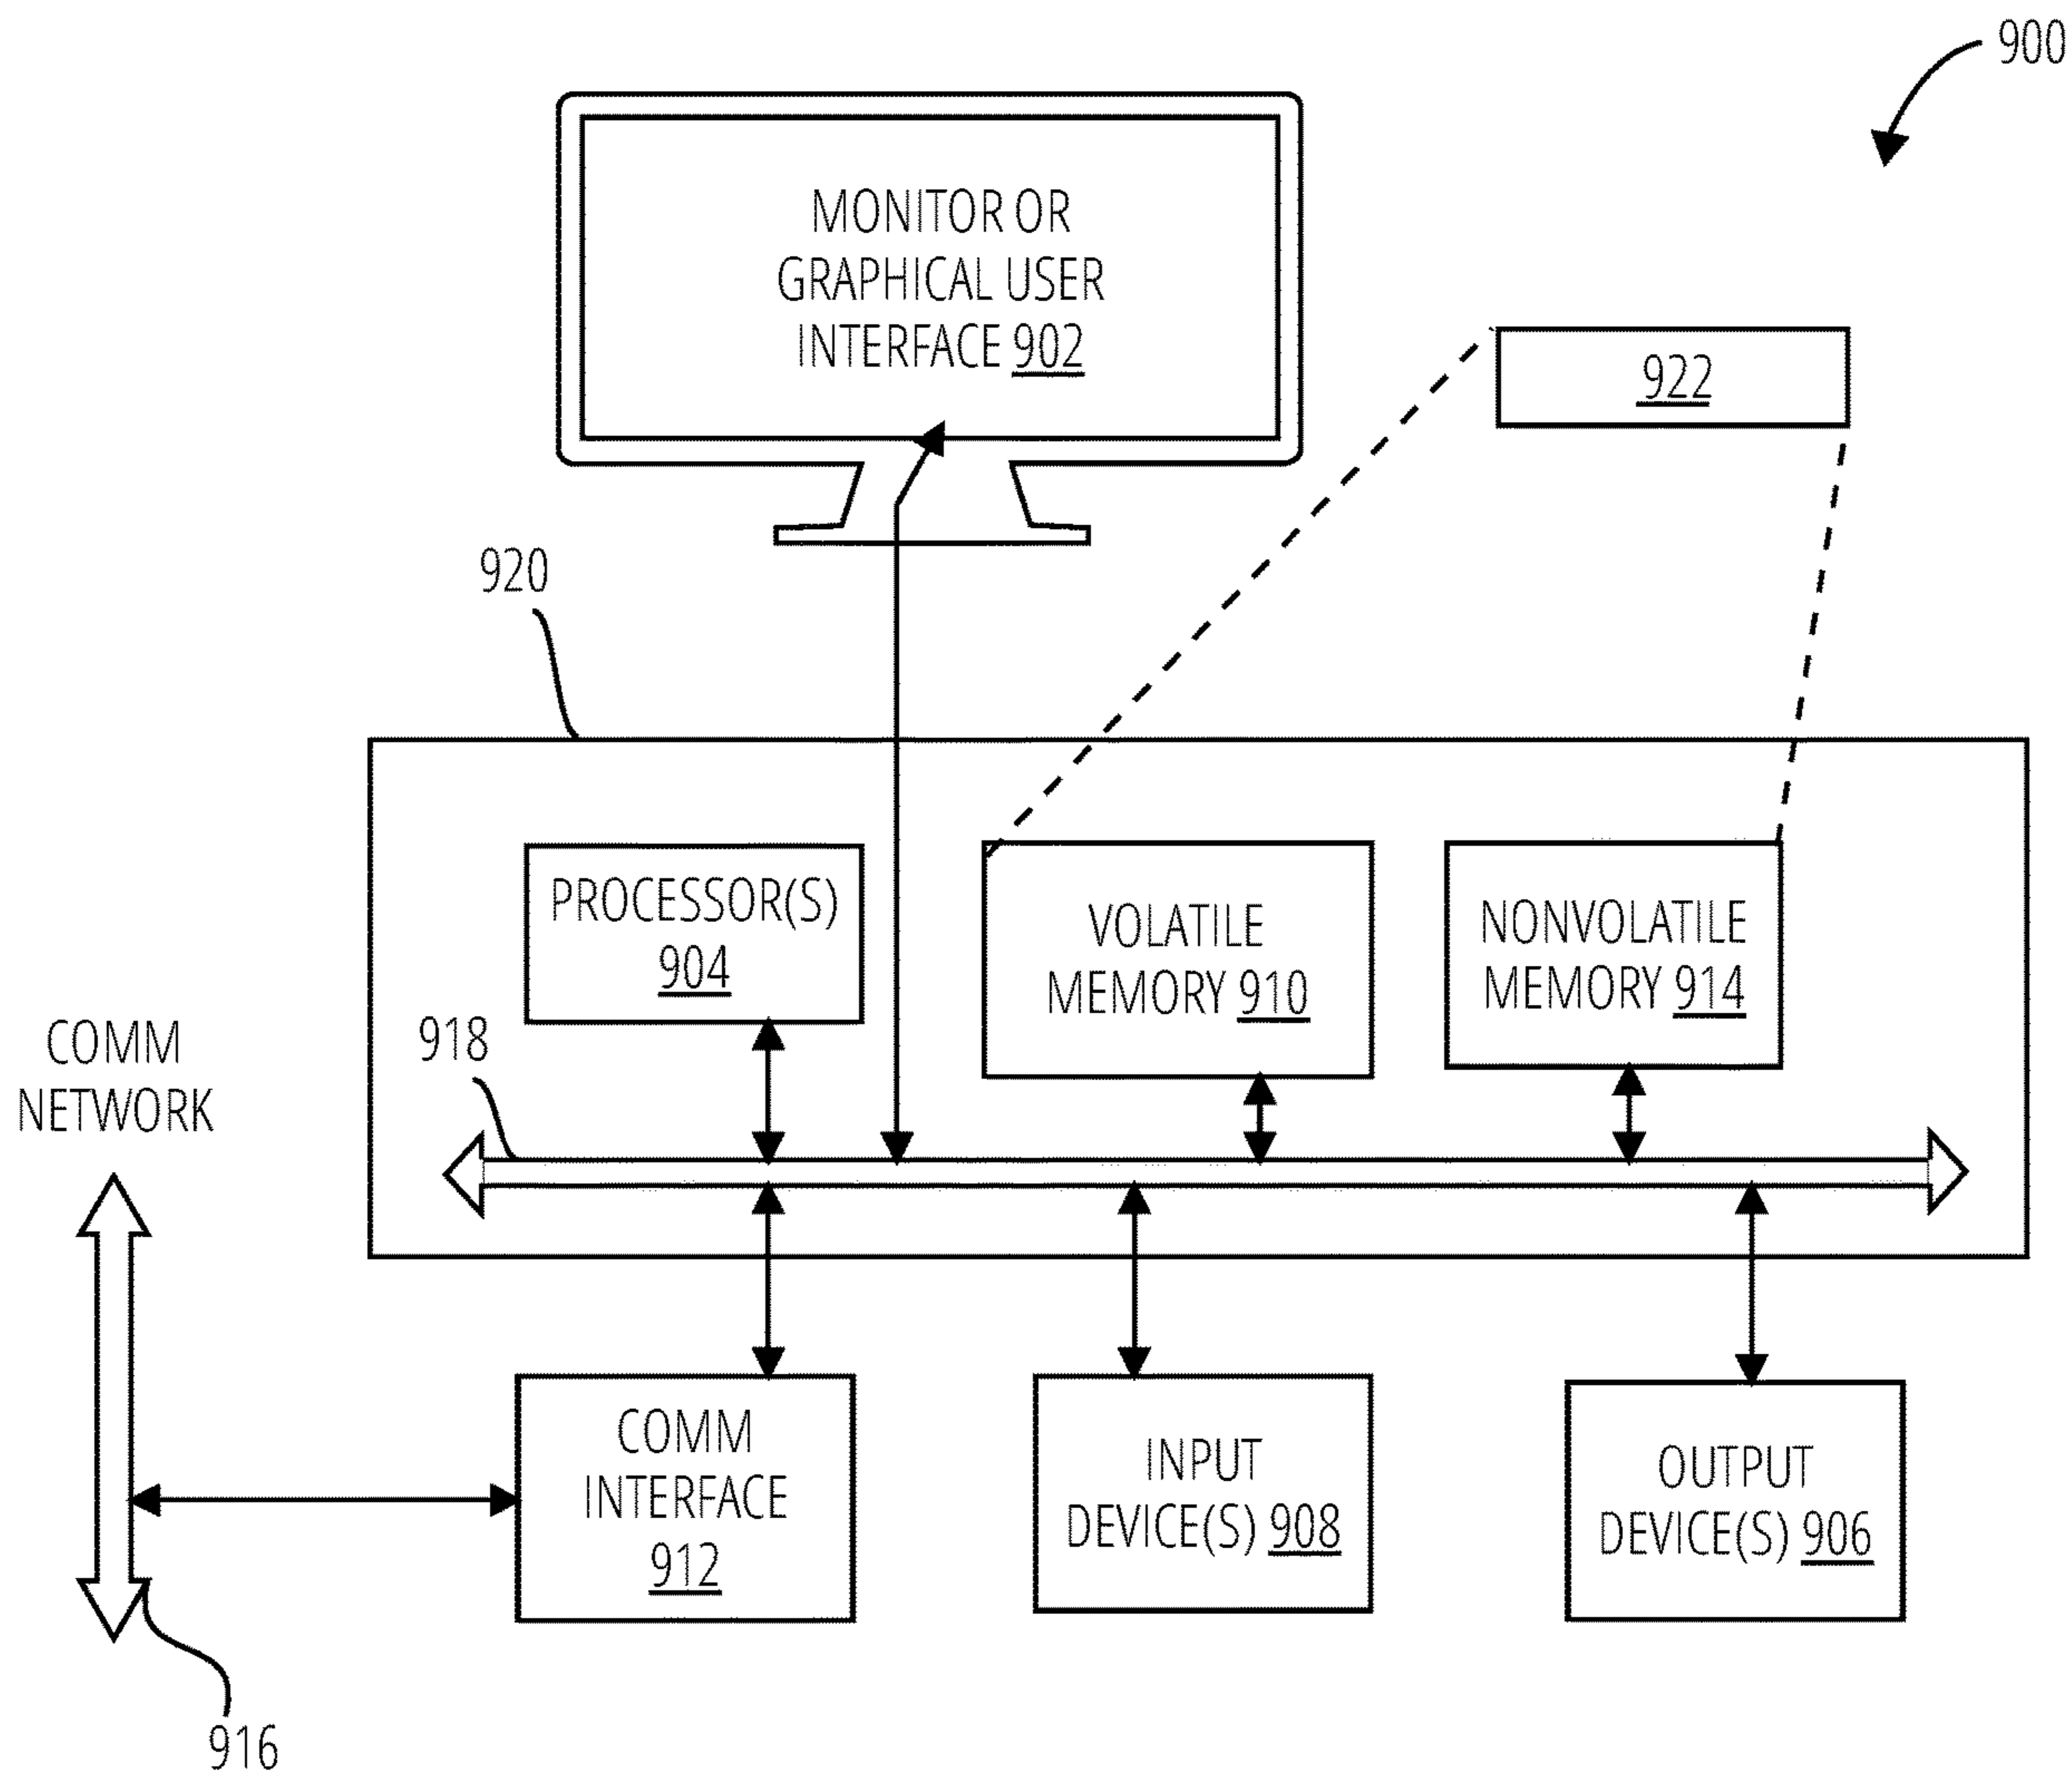 900
MONITOR OR
GRAPHICAL USER
INTERFACE 902
922
920
PROCESSOR(S)
904
VOLATILE
MEMORY 910
NONVOLATILE
MEMORY 914
918
COMM
NETWORK
COMM
INTERFACE
912
INPUT
DEVICE(S) 908
OUTPUT
DEVICE(S) 906
916